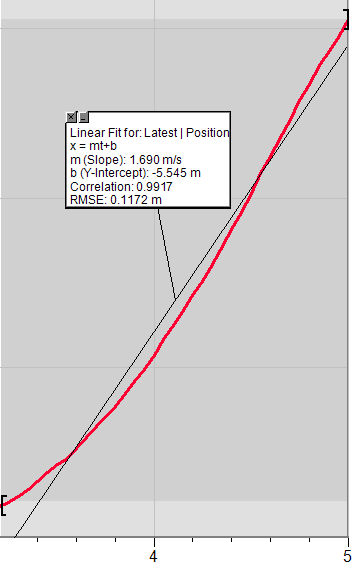 Linear Fit for: Latest | Position
x = mt+b
m (Slope): 1.690 m/s
b (Y-Intercept): -5.545 m
Correlation: 0.9917
RMSE: 0.1172 m
4
5